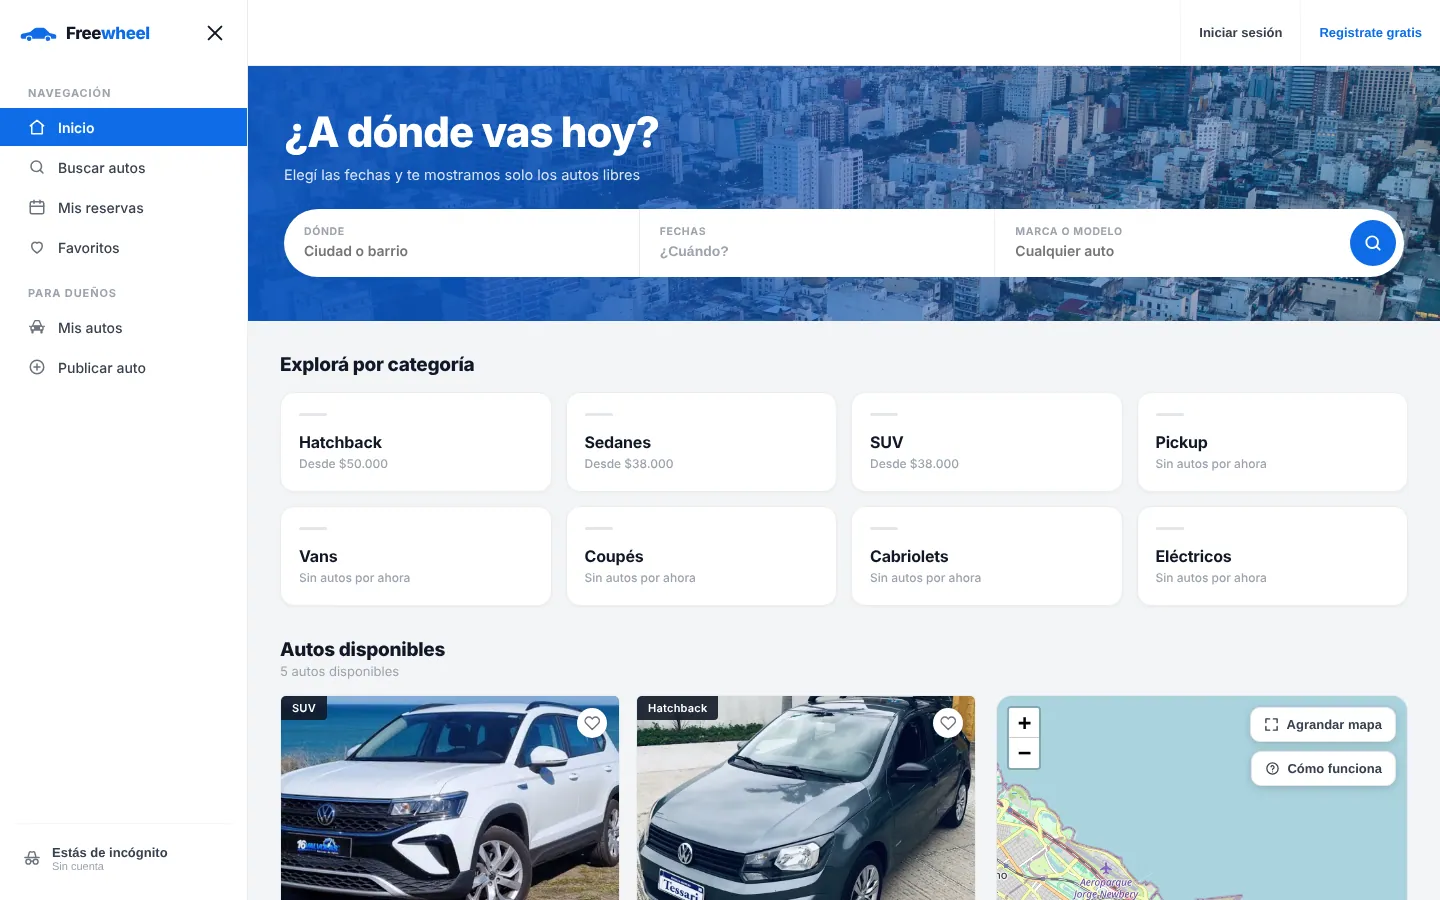 Freewheel
Iniciar sesión
Registrate gratis
NAVEGACIÓN
Inicio
Buscar autos
Mis reservas
Favoritos
PARA DUEÑOS
Mis autos
Publicar auto
Estás de incógnito
Sin cuenta
¿A dónde vas hoy?
Elegí las fechas y te mostramos solo los autos libres
DÓNDE
Ciudad o barrio
FECHAS
¿Cuándo?
MARCA O MODELO
Cualquier auto
Explorá por categoría
Hatchback
Desde $50.000
Sedanes
Desde $38.000
SUV
Desde $38.000
Pickup
Sin autos por ahora
Vans
Sin autos por ahora
Coupés
Sin autos por ahora
Cabriolets
Sin autos por ahora
Eléctricos
Sin autos por ahora
Autos disponibles
5 autos disponibles
SUV
Hatchback
Tessari
+
−
Agrandar mapa
Cómo funciona
no
Aeroparque
Jorge Newbery